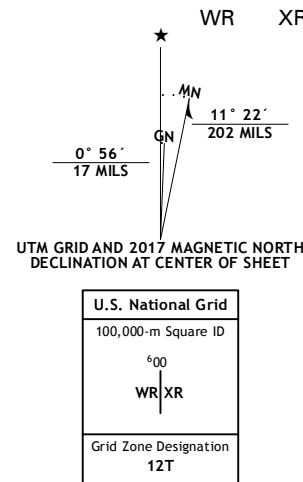 WR XR
★
MN
GN
11° 22´
202 MILS
0° 56´
17 MILS
UTM GRID AND 2017 MAGNETIC NORTH
DECLINATION AT CENTER OF SHEET
U.S. National Grid
100,000-m Square ID
⁶00
WR XR
Grid Zone Designation
12T